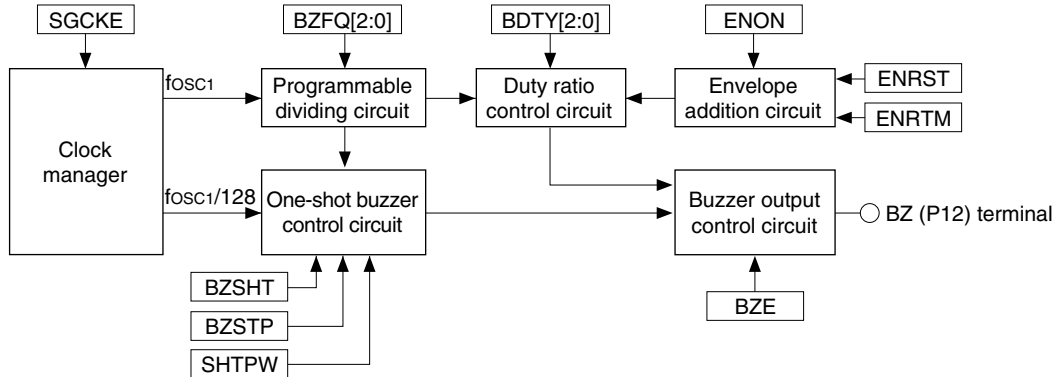 SGCKE
BZFQ[2:0]
BDTY[2:0]
ENON
Clock
manager
fOSC1
Programmable
dividing circuit
Duty ratio
control circuit
Envelope
addition circuit
ENRST
ENRTM
fOSC1/128
One-shot buzzer
control circuit
Buzzer output
control circuit
BZ (P12) terminal
BZSHT
BZSTP
SHTPW
BZE